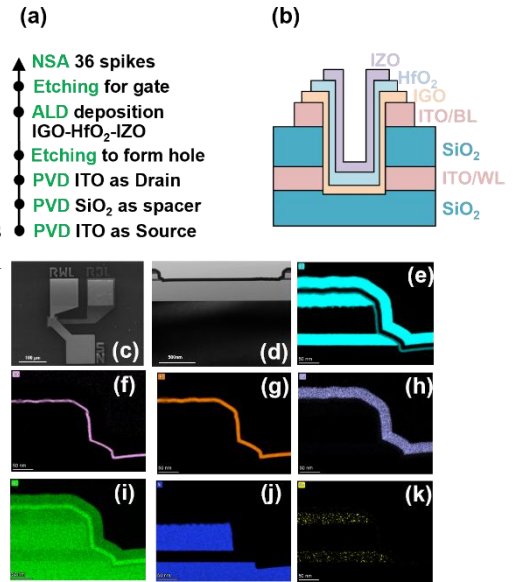 (a)
NSA 36 spikes
Etching for gate
ALD deposition
IGO-HfO₂-IZO
Etching to form hole
PVD ITO as Drain
PVD SiO₂ as spacer
PVD ITO as Source
(b)
IZO
HfO₂
IGO
ITO/BL
SiO₂
ITO/WL
SiO₂
RWL
(c)
100 μm
(d)
500nm
(e)
50 nm
(f)
50 nm
(g)
50 nm
(h)
50 nm
(i)
(j)
50 nm
(k)
50 nm